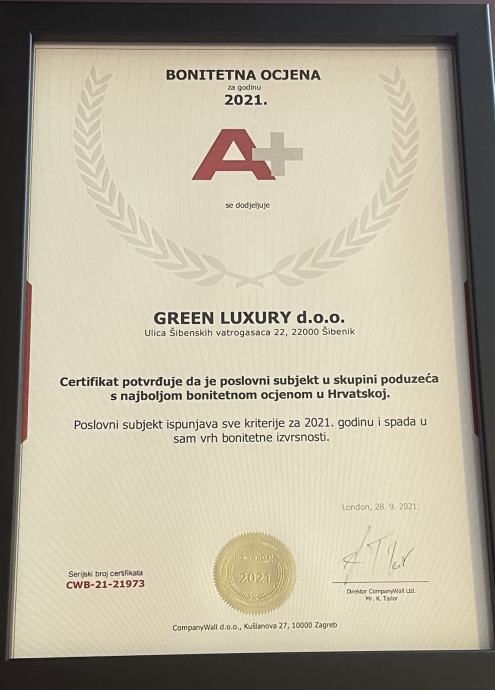 BONITETNA OCJENA
za godinu
2021.
A+
se dodjeljuje
GREEN LUXURY d.o.o.
Ulica Šibenskih vatrogasaca 22, 22000 Šibenik
Certifikat potvrđuje da je poslovni subjekt u skupini poduzeća
s najboljom bonitetnom ocjenom u Hrvatskoj.
Poslovni subjekt ispunjava sve kriterije za 2021. godinu i spada u
sam vrh bonitetne izvrsnosti.
London, 28. 9. 2021.
Serijski broj certifikata
CWB-21-21973
2021
Direktor CompanyWall Ltd.
Mr. K. Tailor
CompanyWall d.o.o., Kušlanova 27, 10000 Zagreb